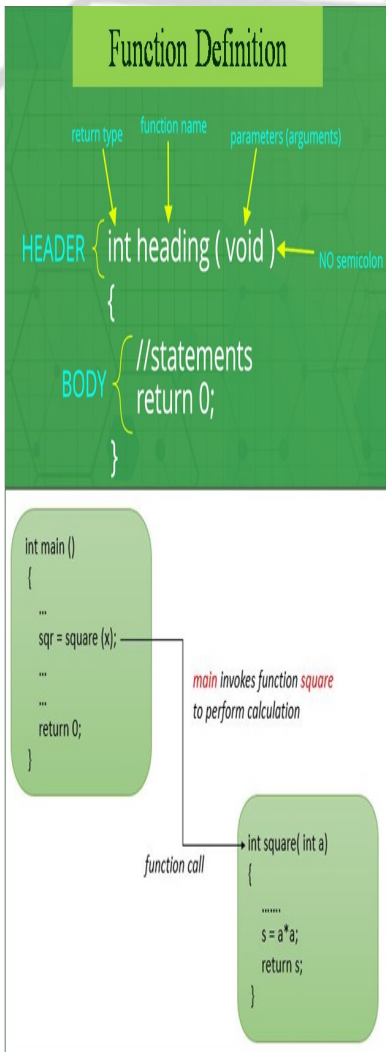 Function Definition
return type function name parameters (arguments)
HEADER { int heading ( void ) NO semicolon
{
BODY { //statements
return 0;
}
int main ()
{
...
sqr = square (x);
...
...
return 0;
}
main invokes function square
to perform calculation
function call
int square( int a)
{
.......
s = a*a;
return s;
}